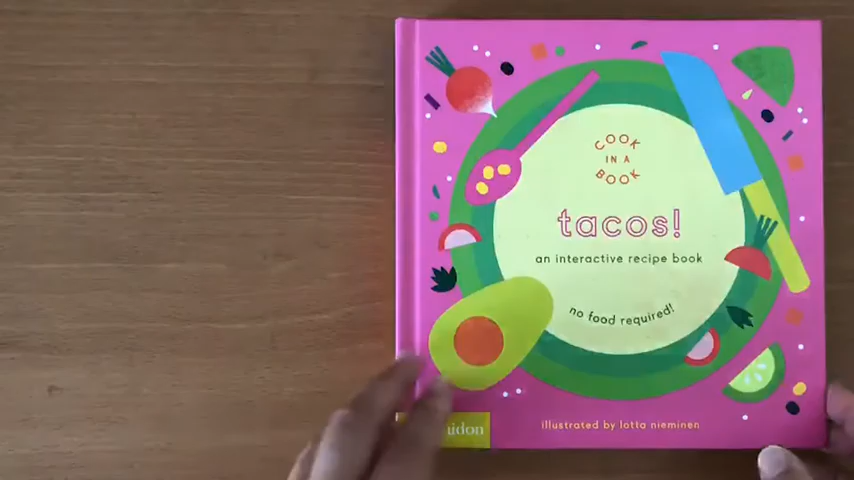 COOK
IN A
BOOK
tacos!
an interactive recipe book
no food required!
illustrated by lotta nieminen